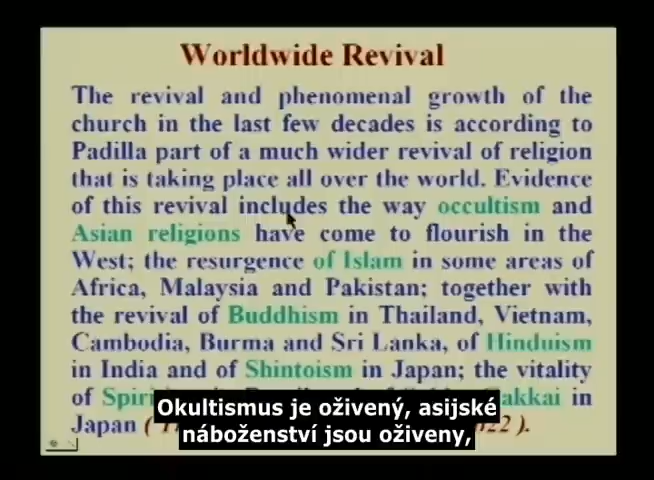 Worldwide Revival
The revival and phenomenal growth of the
church in the last few decades is according to
Padilla part of a much wider revival of religion
that is taking place all over the world. Evidence
of this revival includes the way occultism and
Asian religions have come to flourish in the
West; the resurgence of Islam in some areas of
Africa, Malaysia and Pakistan; together with
the revival of Buddhism in Thailand, Vietnam,
Cambodia, Burma and Sri Lanka, of Hinduism
in India and of Shintoism in Japan; the vitality
of in
Japan (
Okultismus je oživený, asijské
náboženství jsou oživeny,